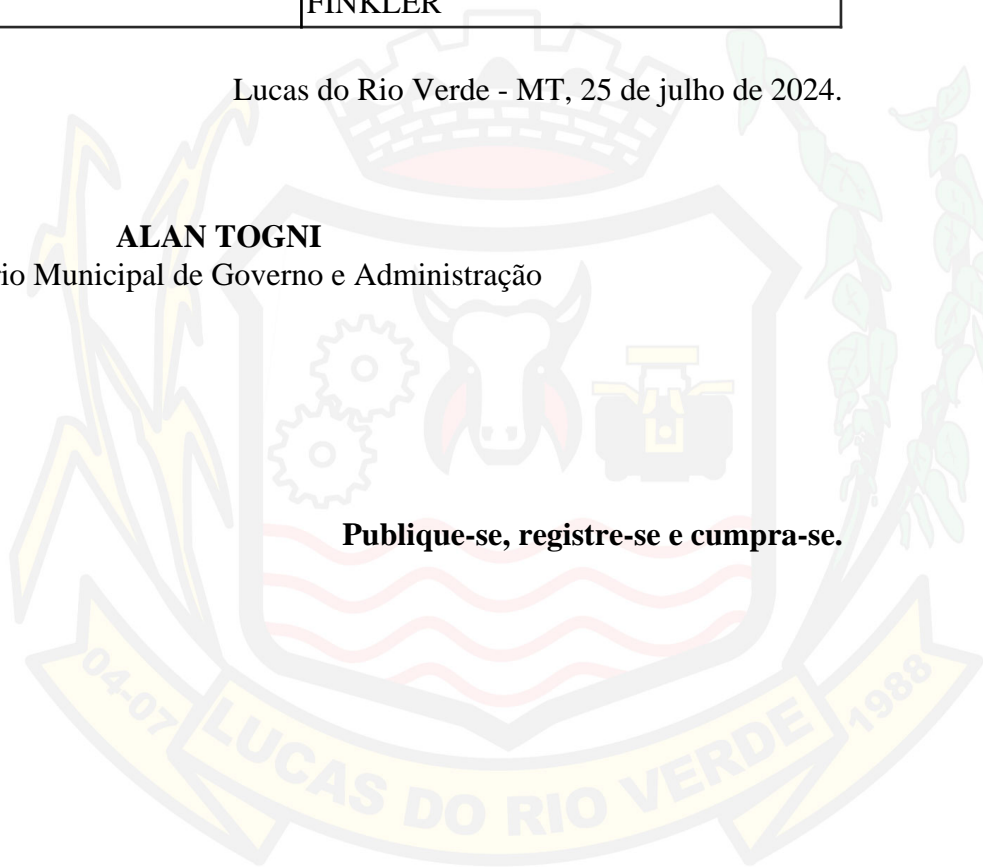 FINKLER
Lucas do Rio Verde - MT, 25 de julho de 2024.
ALAN TOGNI
Municipal de Governo e Administração
Publique-se, registre-se e cumpra-se.
04-07
LUCAS DO RIO VERDE
1988